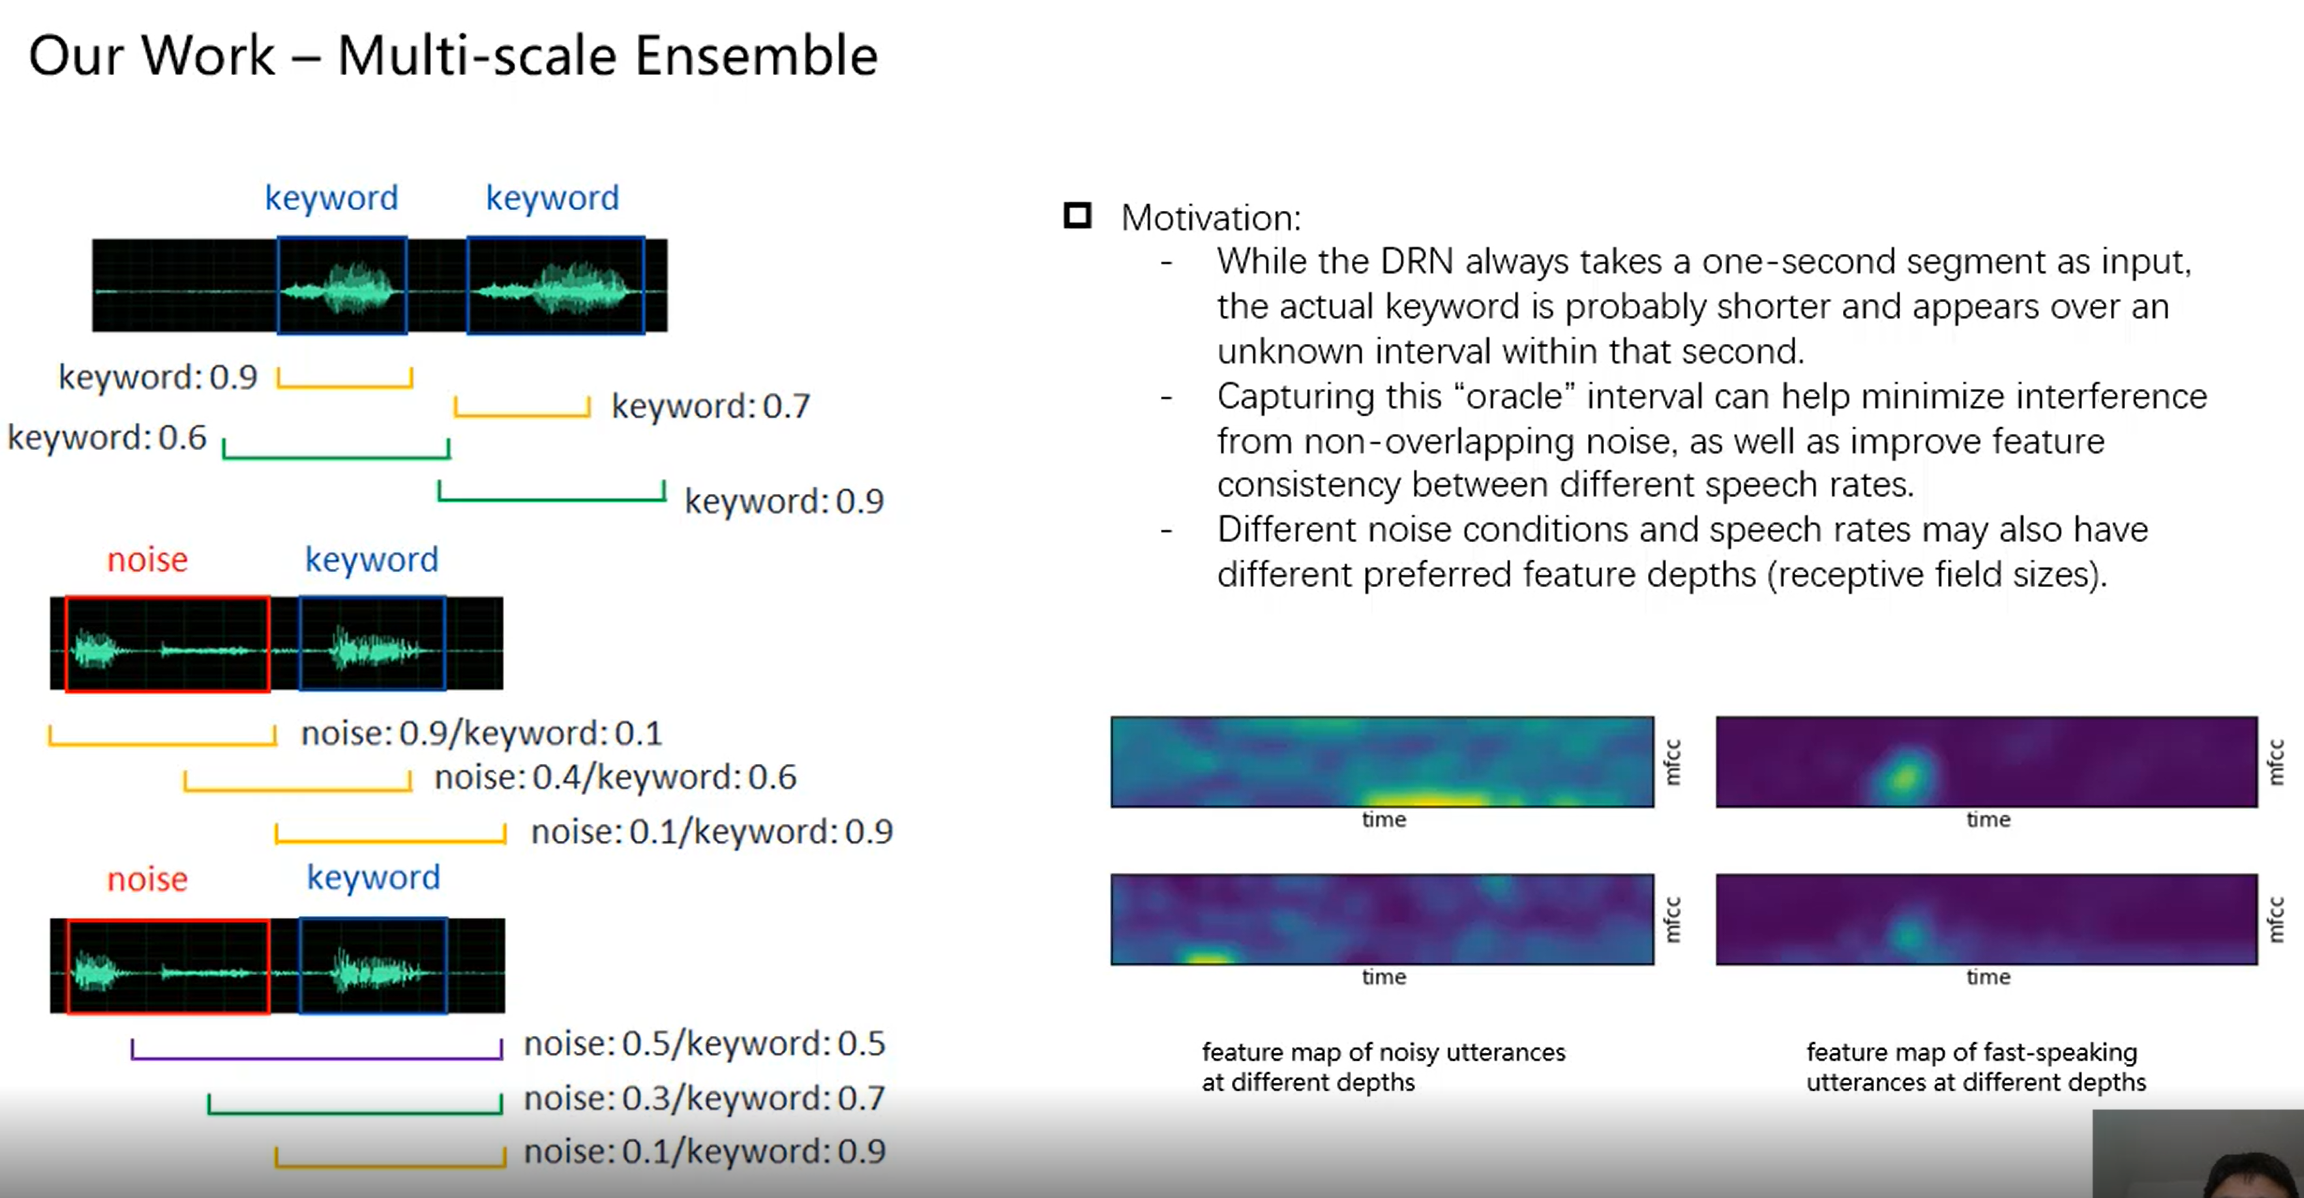 Our Work – Multi-scale Ensemble
keyword keyword
keyword: 0.9
keyword: 0.7
keyword: 0.6
keyword: 0.9
noise keyword
noise: 0.9/keyword: 0.1
noise: 0.4/keyword: 0.6
noise: 0.1/keyword: 0.9
noise keyword
noise: 0.5/keyword: 0.5
noise: 0.3/keyword: 0.7
noise: 0.1/keyword: 0.9
Motivation:
- While the DRN always takes a one-second segment as input,
the actual keyword is probably shorter and appears over an
unknown interval within that second.
- Capturing this “oracle” interval can help minimize interference
from non-overlapping noise, as well as improve feature
consistency between different speech rates.
- Different noise conditions and speech rates may also have
different preferred feature depths (receptive field sizes).
mfcc
time
mfcc
time
mfcc
time
mfcc
time
feature map of noisy utterances
at different depths
feature map of fast-speaking
utterances at different depths